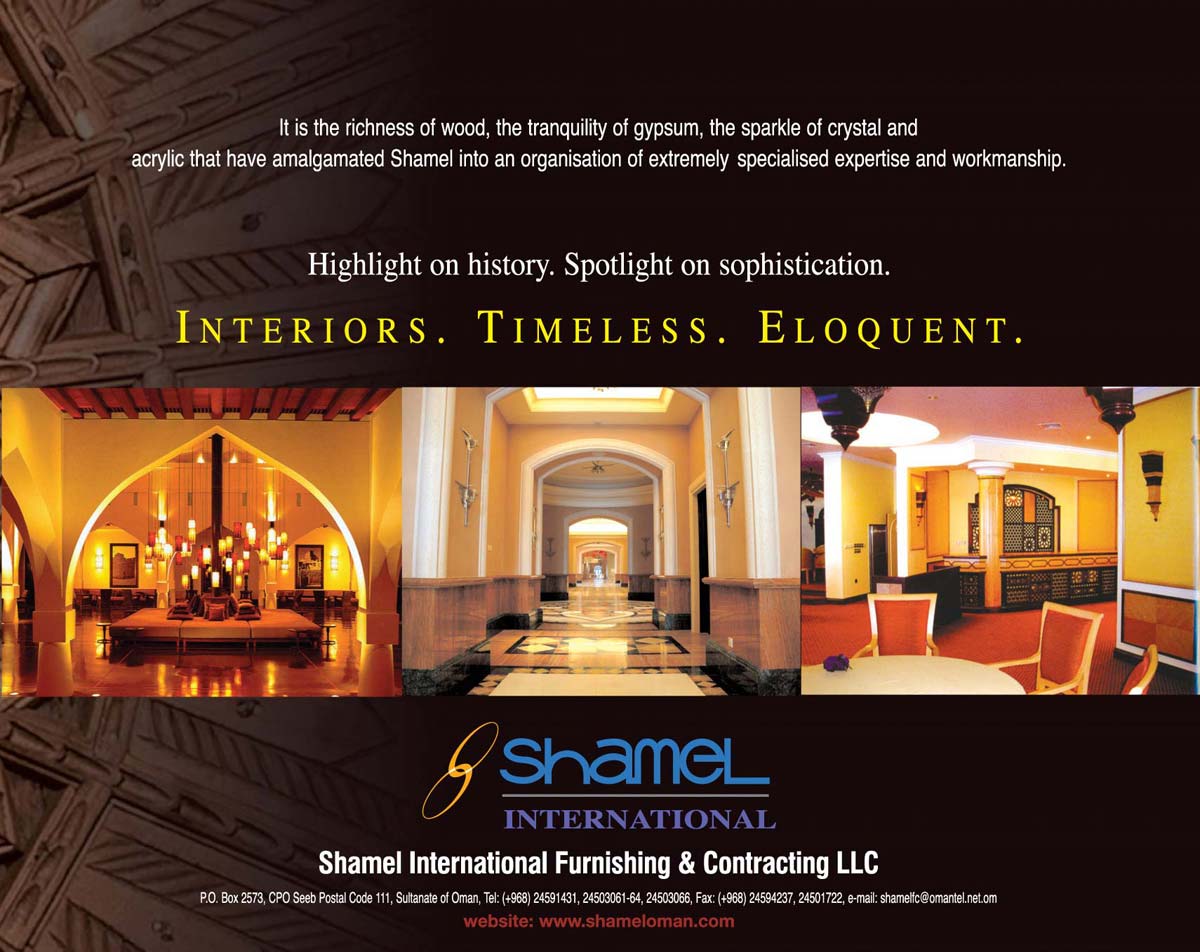 It is the richness of wood, the tranquility of gypsum, the sparkle of crystal and
acrylic that have amalgamated Shamel into an organisation of extremely specialised expertise and workmanship.
Highlight on history. Spotlight on sophistication.
INTERIORS. TIMELESS. ELOQUENT.
ShameL
INTERNATIONAL
Shamel International Furnishing & Contracting LLC
P.O. Box 2573, CPO Seeb Postal Code 111, Sultanate of Oman, Tel: (+968) 24591431, 24503061-64, 24503066, Fax: (+968) 24594237, 24501722, e-mail: shamelfc@omantel.net.om
website: www.shameloman.com